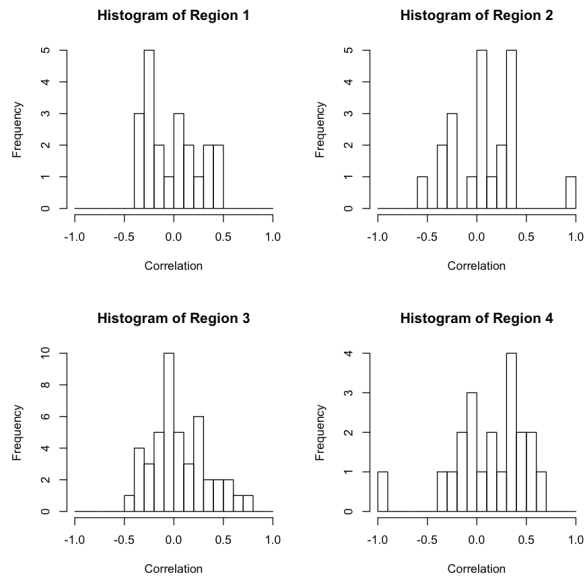 Histogram of Region 1
Frequency
0 1 2 3 4 5
-1.0 -0.5 0.0 0.5 1.0
Correlation
Histogram of Region 2
Frequency
0 1 2 3 4 5
-1.0 -0.5 0.0 0.5 1.0
Correlation
Histogram of Region 3
Frequency
0 2 4 6 8 10
-1.0 -0.5 0.0 0.5 1.0
Correlation
Histogram of Region 4
Frequency
0 1 2 3 4
-1.0 -0.5 0.0 0.5 1.0
Correlation